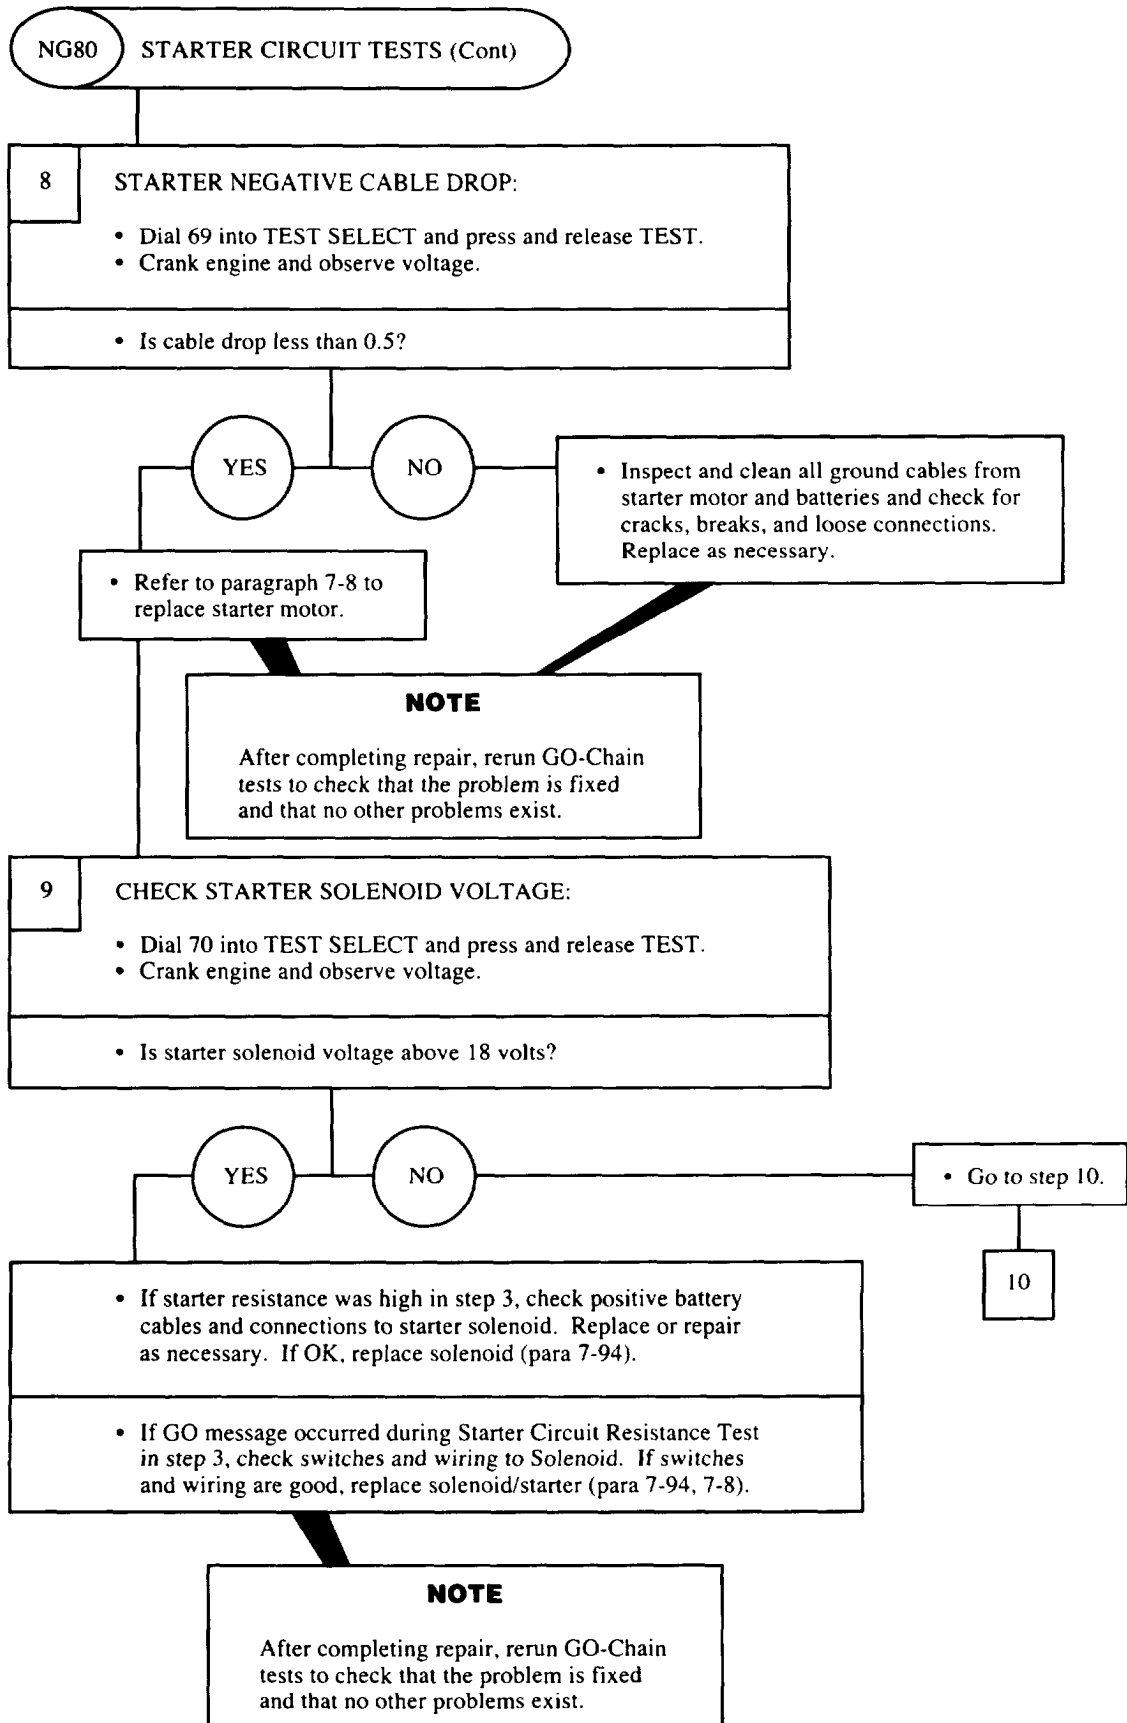 NG80 STARTER CIRCUIT TESTS (Cont)
8 STARTER NEGATIVE CABLE DROP:
• Dial 69 into TEST SELECT and press and release TEST.
• Crank engine and observe voltage.
• Is cable drop less than 0.5?
YES
NO
• Inspect and clean all ground cables from
starter motor and batteries and check for
cracks, breaks, and loose connections.
Replace as necessary.
• Refer to paragraph 7-8 to
replace starter motor.
NOTE
After completing repair, rerun GO-Chain
tests to check that the problem is fixed
and that no other problems exist.
9 CHECK STARTER SOLENOID VOLTAGE:
• Dial 70 into TEST SELECT and press and release TEST.
• Crank engine and observe voltage.
• Is starter solenoid voltage above 18 volts?
YES
NO
• Go to step 10.
10
• If starter resistance was high in step 3, check positive battery
cables and connections to starter solenoid. Replace or repair
as necessary. If OK, replace solenoid (para 7-94).
• If GO message occurred during Starter Circuit Resistance Test
in step 3, check switches and wiring to Solenoid. If switches
and wiring are good, replace solenoid/starter (para 7-94, 7-8).
NOTE
After completing repair, rerun GO-Chain
tests to check that the problem is fixed
and that no other problems exist.